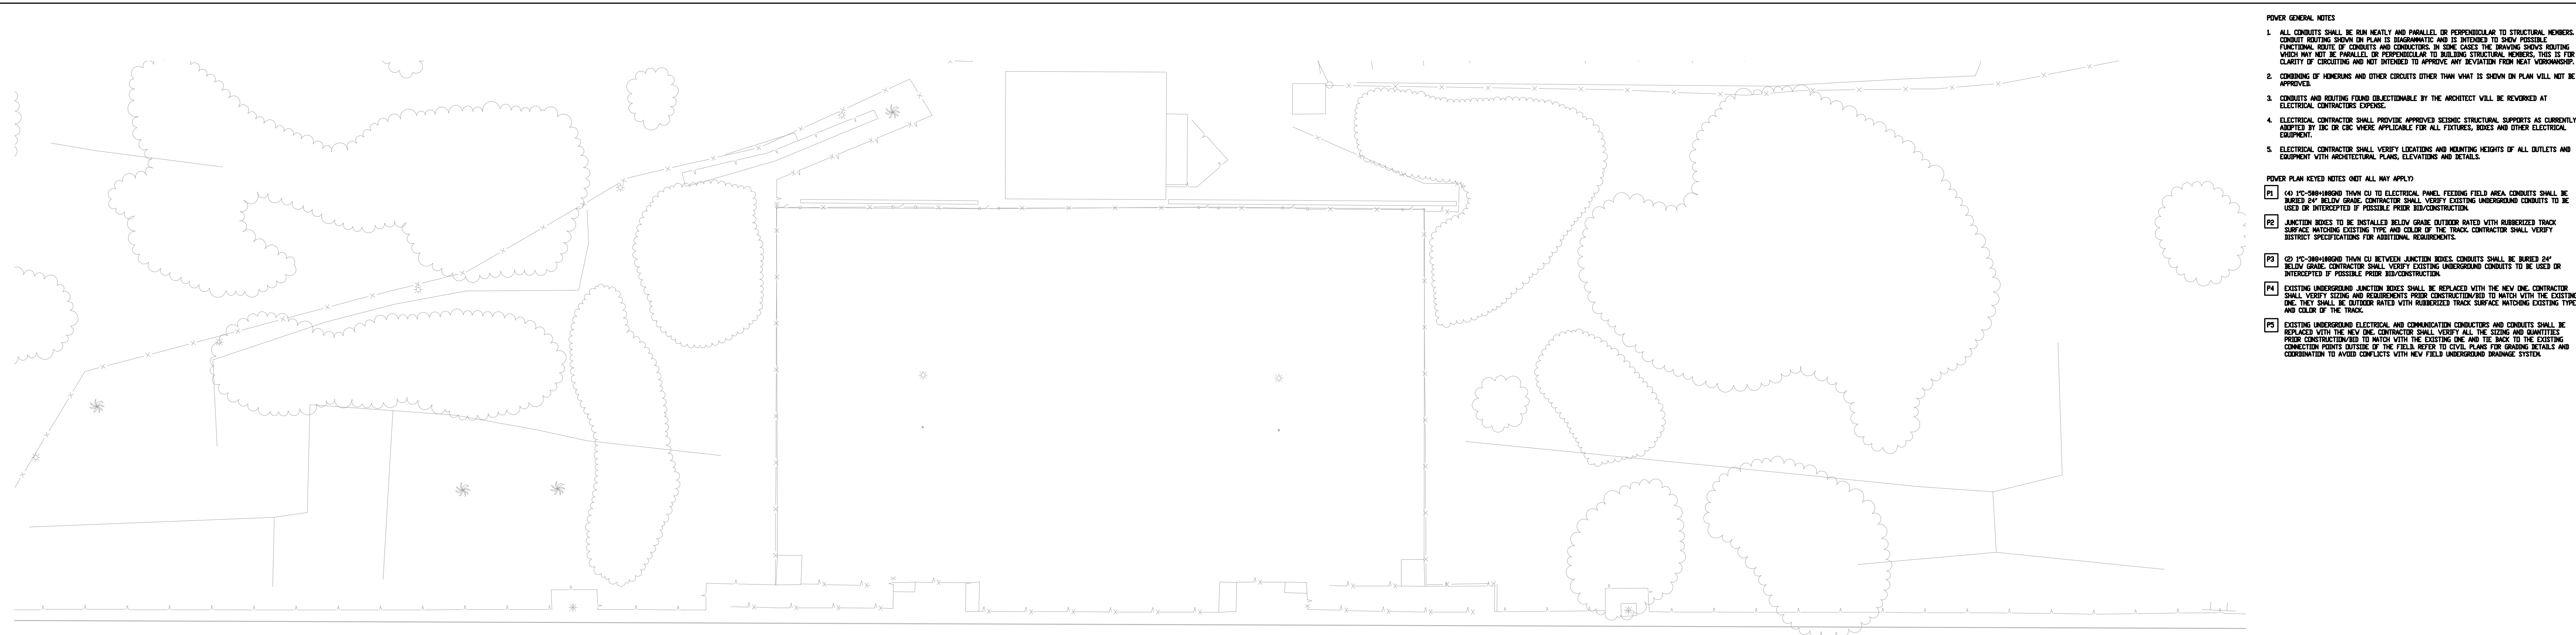 POWER GENERAL NOTES
1. ALL CONDUITS SHALL BE RUN NEATLY AND PARALLEL OR PERPENDICULAR TO STRUCTURAL MEMBERS.
CONDUIT ROUTING SHOWN ON PLAN IS DIAGRAMMATIC AND IS INTENDED TO SHOW POSSIBLE
FUNCTIONAL ROUTE OF CONDUITS AND CONDUCTORS. IN SOME CASES THE DRAWING SHOWS ROUTING
WHICH MAY NOT BE PARALLEL OR PERPENDICULAR TO BUILDING STRUCTURAL MEMBERS. THIS IS FOR
CLARITY OF CIRCUITING AND NOT INTENDED TO APPROVE ANY DEVIATION FROM NEAT WORKMANSHIP.
2. COMBINING OF HOMERUNS AND OTHER CIRCUITS OTHER THAN WHAT IS SHOWN ON PLAN WILL NOT BE
APPROVED.
3. CONDUITS AND ROUTING FOUND OBJECTIONABLE BY THE ARCHITECT WILL BE REWORKED AT
ELECTRICAL CONTRACTORS EXPENSE.
4. ELECTRICAL CONTRACTOR SHALL PROVIDE APPROVED SEISMIC STRUCTURAL SUPPORTS AS CURRENTLY
ADOPTED BY IBC OR CBC WHERE APPLICABLE FOR ALL FIXTURES, BOXES AND OTHER ELECTRICAL
EQUIPMENT.
5. ELECTRICAL CONTRACTOR SHALL VERIFY LOCATIONS AND MOUNTING HEIGHTS OF ALL OUTLETS AND
EQUIPMENT WITH ARCHITECTURAL PLANS, ELEVATIONS AND DETAILS.
POWER PLAN KEYED NOTES (NOT ALL MAY APPLY)
P1 (4) 1"C-5#8+1#8GND THWN CU TO ELECTRICAL PANEL FEEDING FIELD AREA. CONDUITS SHALL BE
BURIED 24" BELOW GRADE. CONTRACTOR SHALL VERIFY EXISTING UNDERGROUND CONDUITS TO BE
USED OR INTERCEPTED IF POSSIBLE PRIOR BID/CONSTRUCTION.
P2 JUNCTION BOXES TO BE INSTALLED BELOW GRADE OUTDOOR RATED WITH RUBBERIZED TRACK
SURFACE MATCHING EXISTING TYPE AND COLOR OF THE TRACK. CONTRACTOR SHALL VERIFY
DISTRICT SPECIFICATIONS FOR ADDITIONAL REQUIREMENTS.
P3 (2) 1"C-3#8+1#8GND THWN CU BETWEEN JUNCTION BOXES. CONDUITS SHALL BE BURIED 24"
BELOW GRADE. CONTRACTOR SHALL VERIFY EXISTING UNDERGROUND CONDUITS TO BE USED OR
INTERCEPTED IF POSSIBLE PRIOR BID/CONSTRUCTION.
P4 EXISTING UNDERGROUND JUNCTION BOXES SHALL BE REPLACED WITH THE NEW ONE. CONTRACTOR
SHALL VERIFY SIZING AND REQUIREMENTS PRIOR CONSTRUCTION/BID TO MATCH WITH THE EXISTING
ONE. THEY SHALL BE OUTDOOR RATED WITH RUBBERIZED TRACK SURFACE MATCHING EXISTING TYPE
AND COLOR OF THE TRACK.
P5 EXISTING UNDERGROUND ELECTRICAL AND COMMUNICATION CONDUCTORS AND CONDUITS SHALL BE
REPLACED WITH THE NEW ONE. CONTRACTOR SHALL VERIFY ALL THE SIZING AND QUANTITIES
PRIOR CONSTRUCTION/BID TO MATCH WITH THE EXISTING ONE AND TIE BACK TO THE EXISTING
CONNECTION POINTS OUTSIDE OF THE FIELD. REFER TO CIVIL PLANS FOR GRADING DETAILS AND
COORDINATION TO AVOID CONFLICTS WITH NEW FIELD UNDERGROUND DRAINAGE SYSTEM.